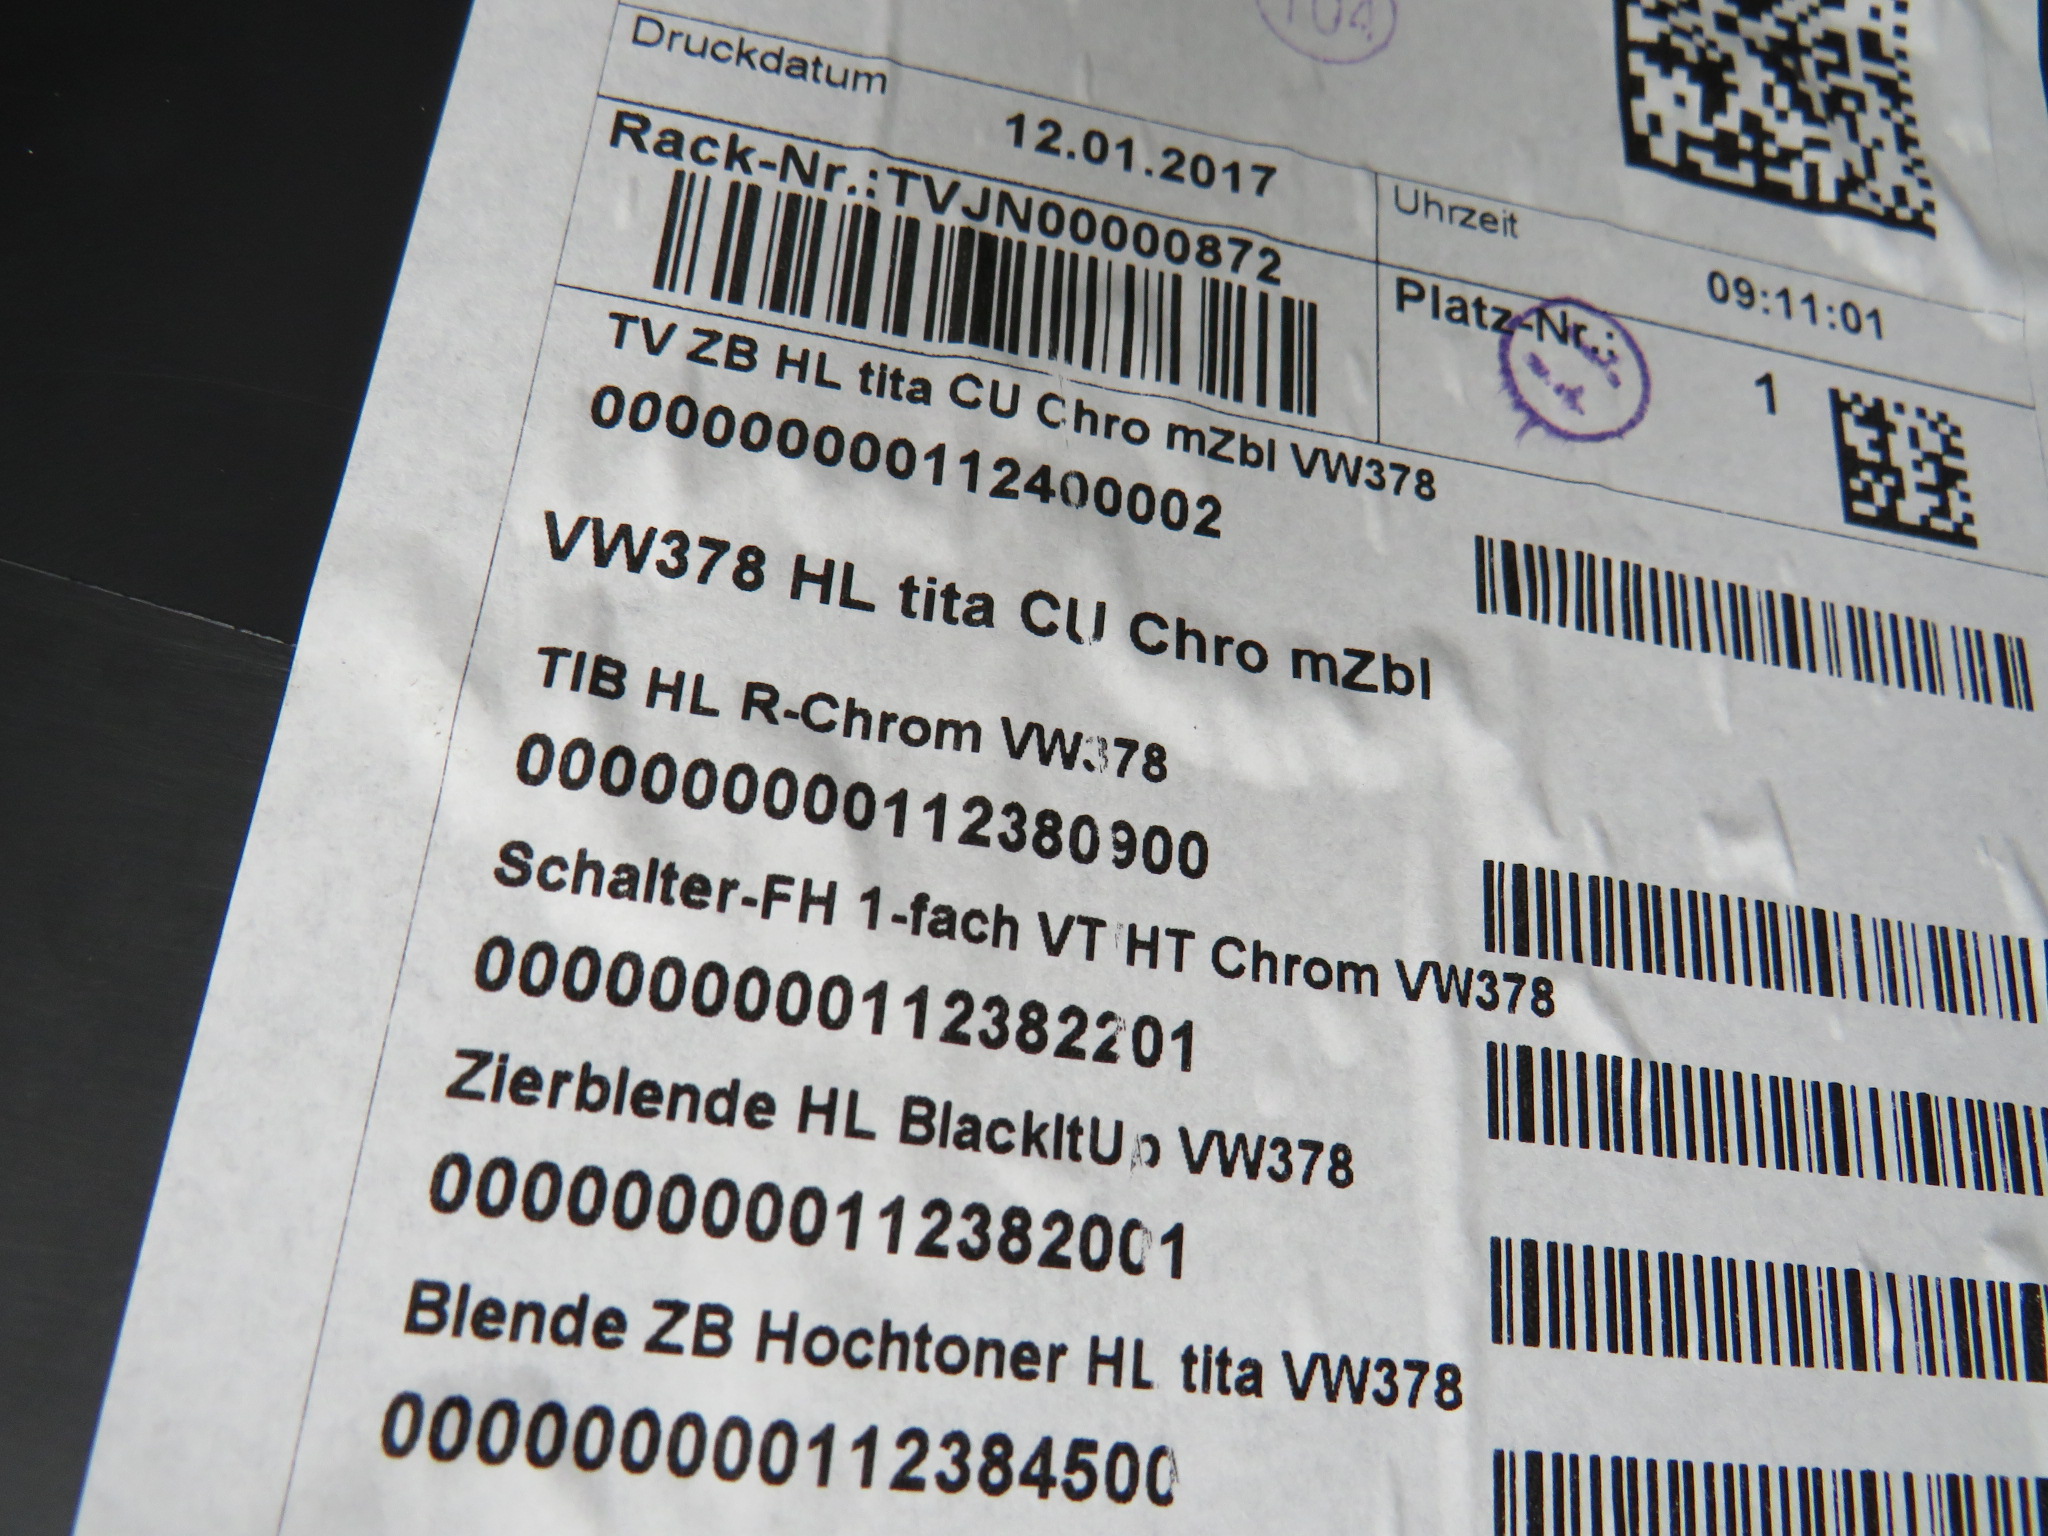 104
Druckdatum
12.01.2017
Uhrzeit
09:11:01
Rack-Nr.:TVJN00000872
Platz-Nr.:
1
TV ZB HL tita CU Chro mZbl VW378
000000000112400002
VW378 HL tita CU Chro mZbl
TIB HL R-Chrom VW378
000000000112380900
Schalter-FH 1-fach VT HT Chrom VW378
000000000112382201
Zierblende HL BlackItUp VW378
000000000112382001
Blende ZB Hochtoner HL tita VW378
000000000112384500